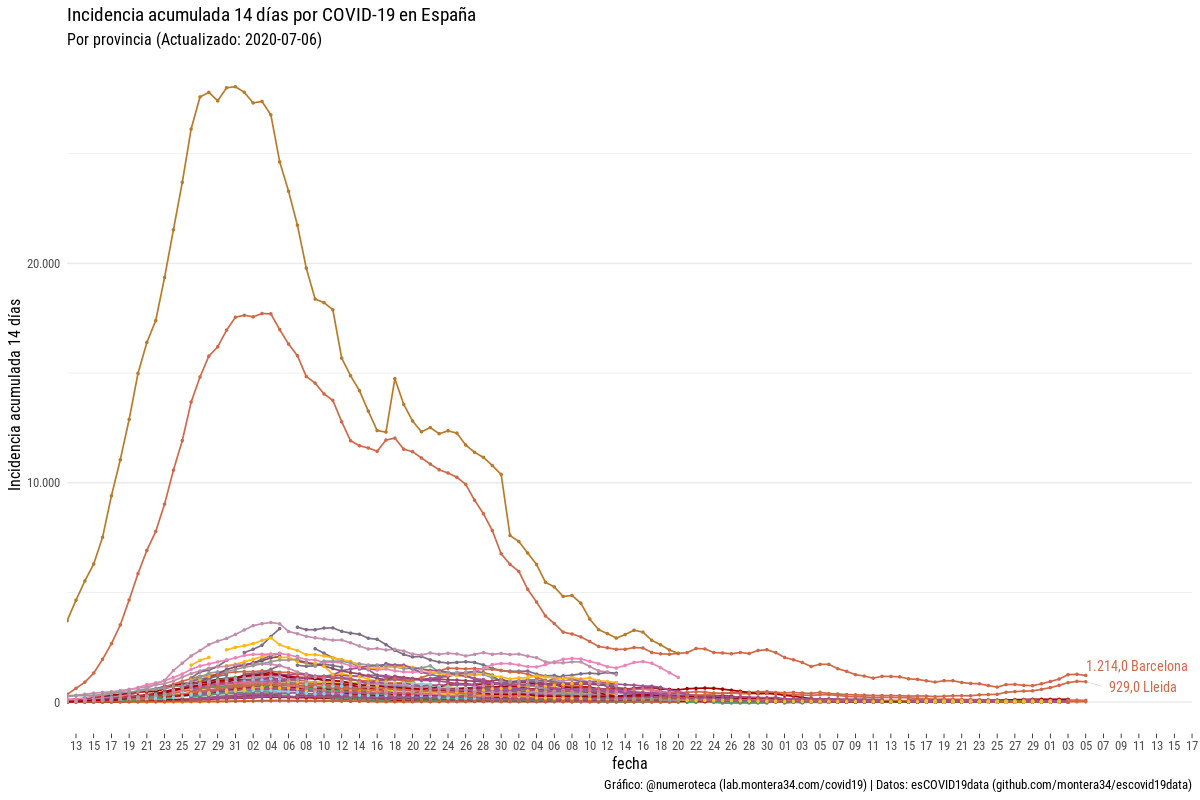 Incidencia acumulada 14 días por COVID-19 en España
Por provincia (Actualizado: 2020-07-06)
Incidencia acumulada 14 días
20.000
10.000
0
1.214,0 Barcelona
929,0 Lleida
13 15 17 19 21 23 25 27 29 31 02 04 06 08 10 12 14 16 18 20 22 24 26 28 30 02 04 06 08 10 12 14 16 18 20 22 24 26 28 30 01 03 05 07 09 11 13 15 17 19 21 23 25 27 29 01 03 05 07 09 11 13 15 17
fecha
Gráfico: @numeroteca (lab.montera34.com/covid19) | Datos: esCOVID19data (github.com/montera34/escovid19data)